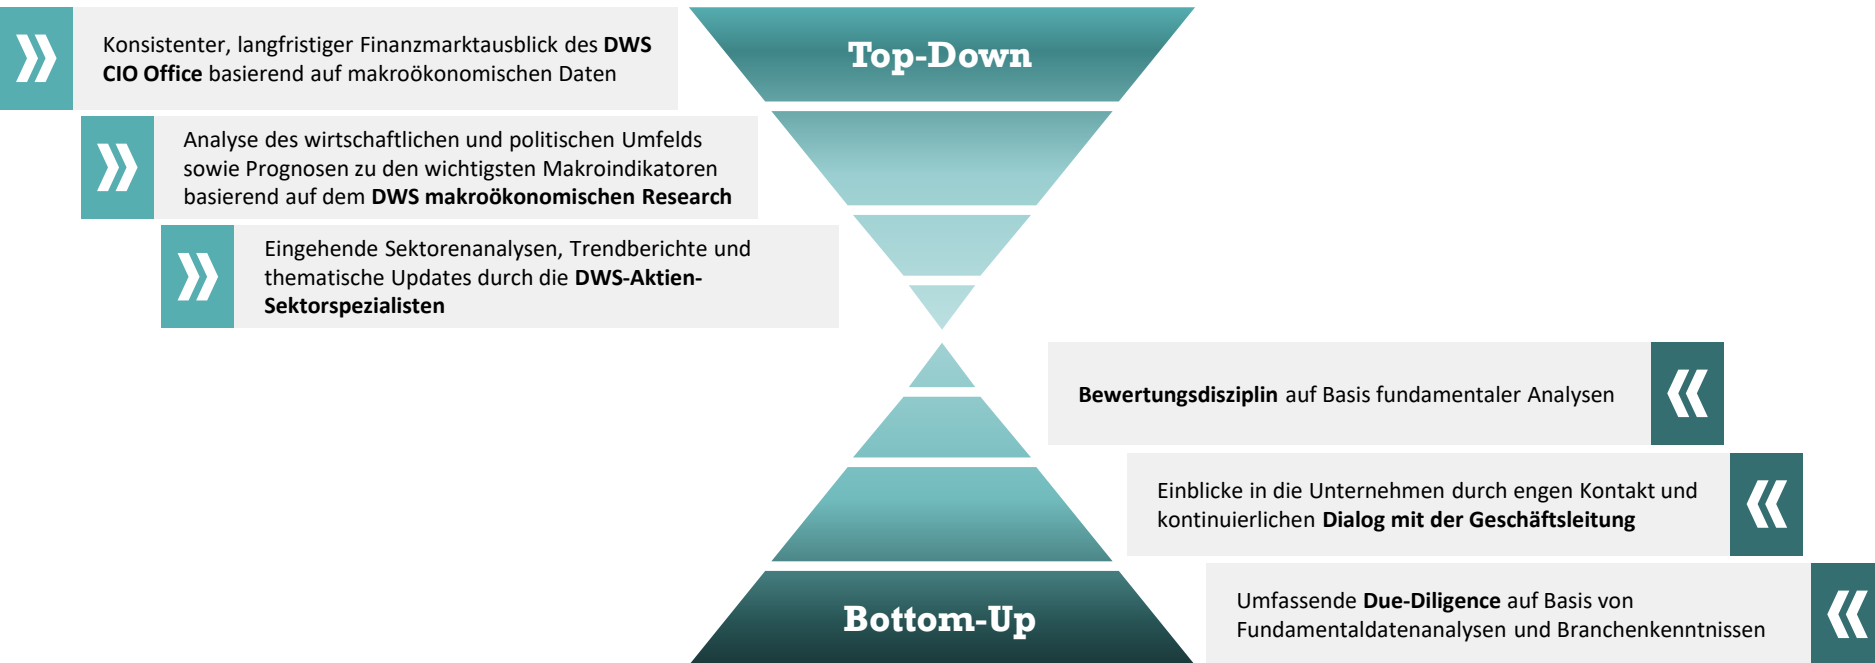 Konsistenter, langfristiger Finanzmarktausblick des DWS
CIO Office basierend auf makroökonomischen Daten
Top-Down
Analyse des wirtschaftlichen und politischen Umfelds
sowie Prognosen zu den wichtigsten Makroindikatoren
basierend auf dem DWS makroökonomischen Research
Eingehende Sektorenanalysen, Trendberichte und
thematische Updates durch die DWS-Aktien-
Sektorspezialisten
Bewertungsdisziplin auf Basis fundamentaler Analysen
Einblicke in die Unternehmen durch engen Kontakt und
kontinuierlichen Dialog mit der Geschäftsleitung
Bottom-Up
Umfassende Due-Diligence auf Basis von
Fundamentaldatenanalysen und Branchenkenntnissen